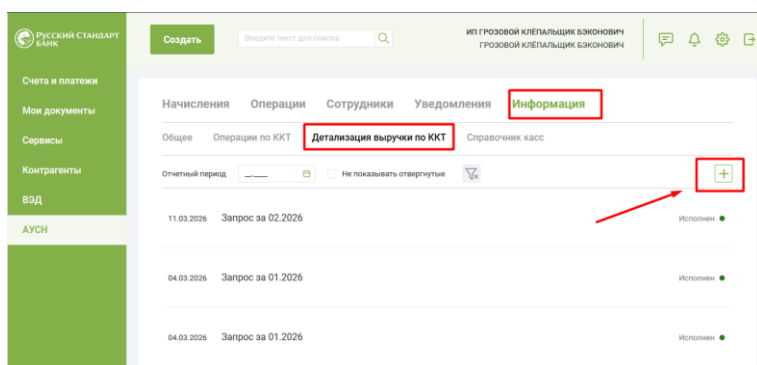 Русский Стандарт
БАНК
Создать
Введите текст для поиска
ИП ГРОЗОВОЙ КЛЁПАЛЬЩИК БЭКОНОВИЧ
ГРОЗОВОЙ КЛЁПАЛЬЩИК БЭКОНОВИЧ
Счета и платежи
Мои документы
Сервисы
Контрагенты
ВЭД
АУСН
Начисления Операции Сотрудники Уведомления Информация
Общее Операции по ККТ Детализация выручки по ККТ Справочник касс
Отчетный период __.____ Не показывать отвергнутые
11.03.2026 Запрос за 02.2026 Исполнен
04.03.2026 Запрос за 01.2026 Исполнен
04.03.2026 Запрос за 01.2026 Исполнен